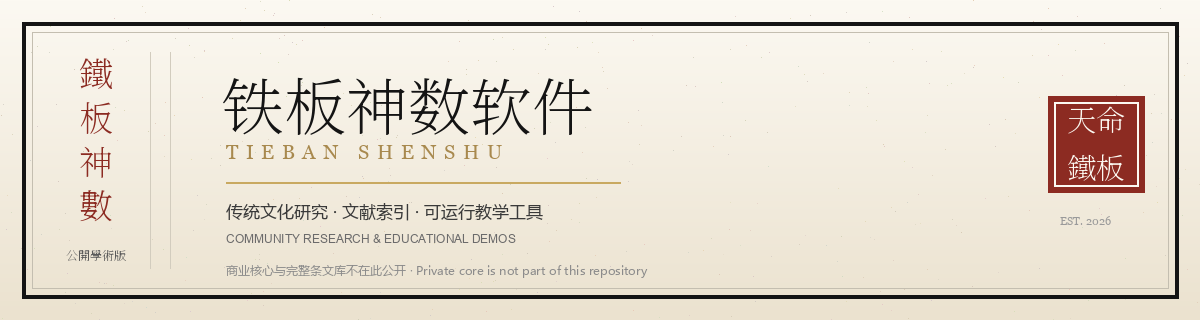 鐵板神數
公開學術版
铁板神数软件
TIEBAN SHENSHU
传统文化研究 · 文献索引 · 可运行教学工具
COMMUNITY RESEARCH & EDUCATIONAL DEMOS
商业核心与完整条文库不在此公开 · Private core is not part of this repository
天命
鐵板
EST. 2026